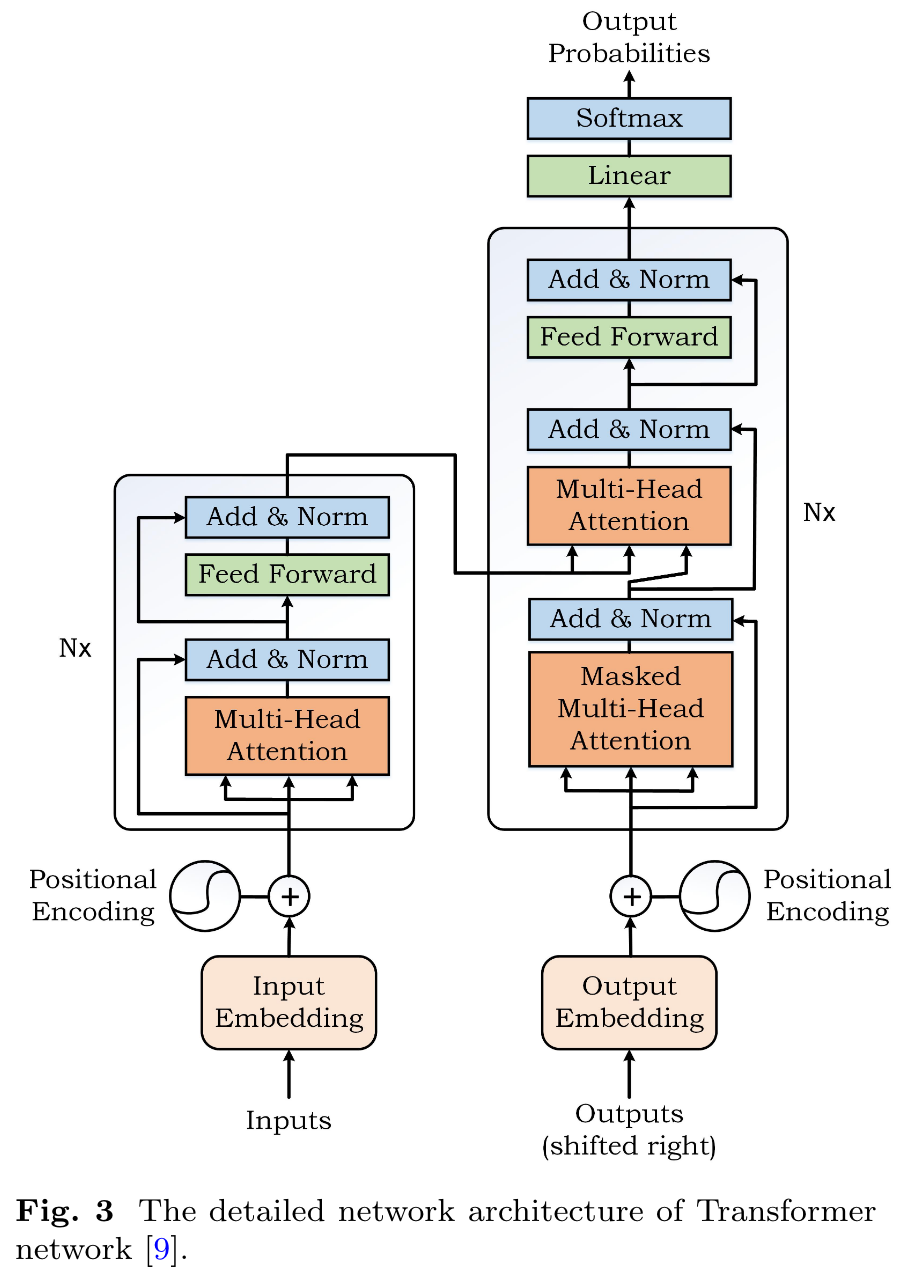 Output
Probabilities
Softmax
Linear
Add & Norm
Feed Forward
Add & Norm
Multi-Head
Attention
Nx
Add & Norm
Masked
Multi-Head
Attention
Add & Norm
Feed Forward
Nx
Add & Norm
Multi-Head
Attention
Positional
Encoding
+
+
Positional
Encoding
Input
Embedding
Output
Embedding
Inputs
Outputs
(shifted right)
Fig. 3 The detailed network architecture of Transformer
network [9].